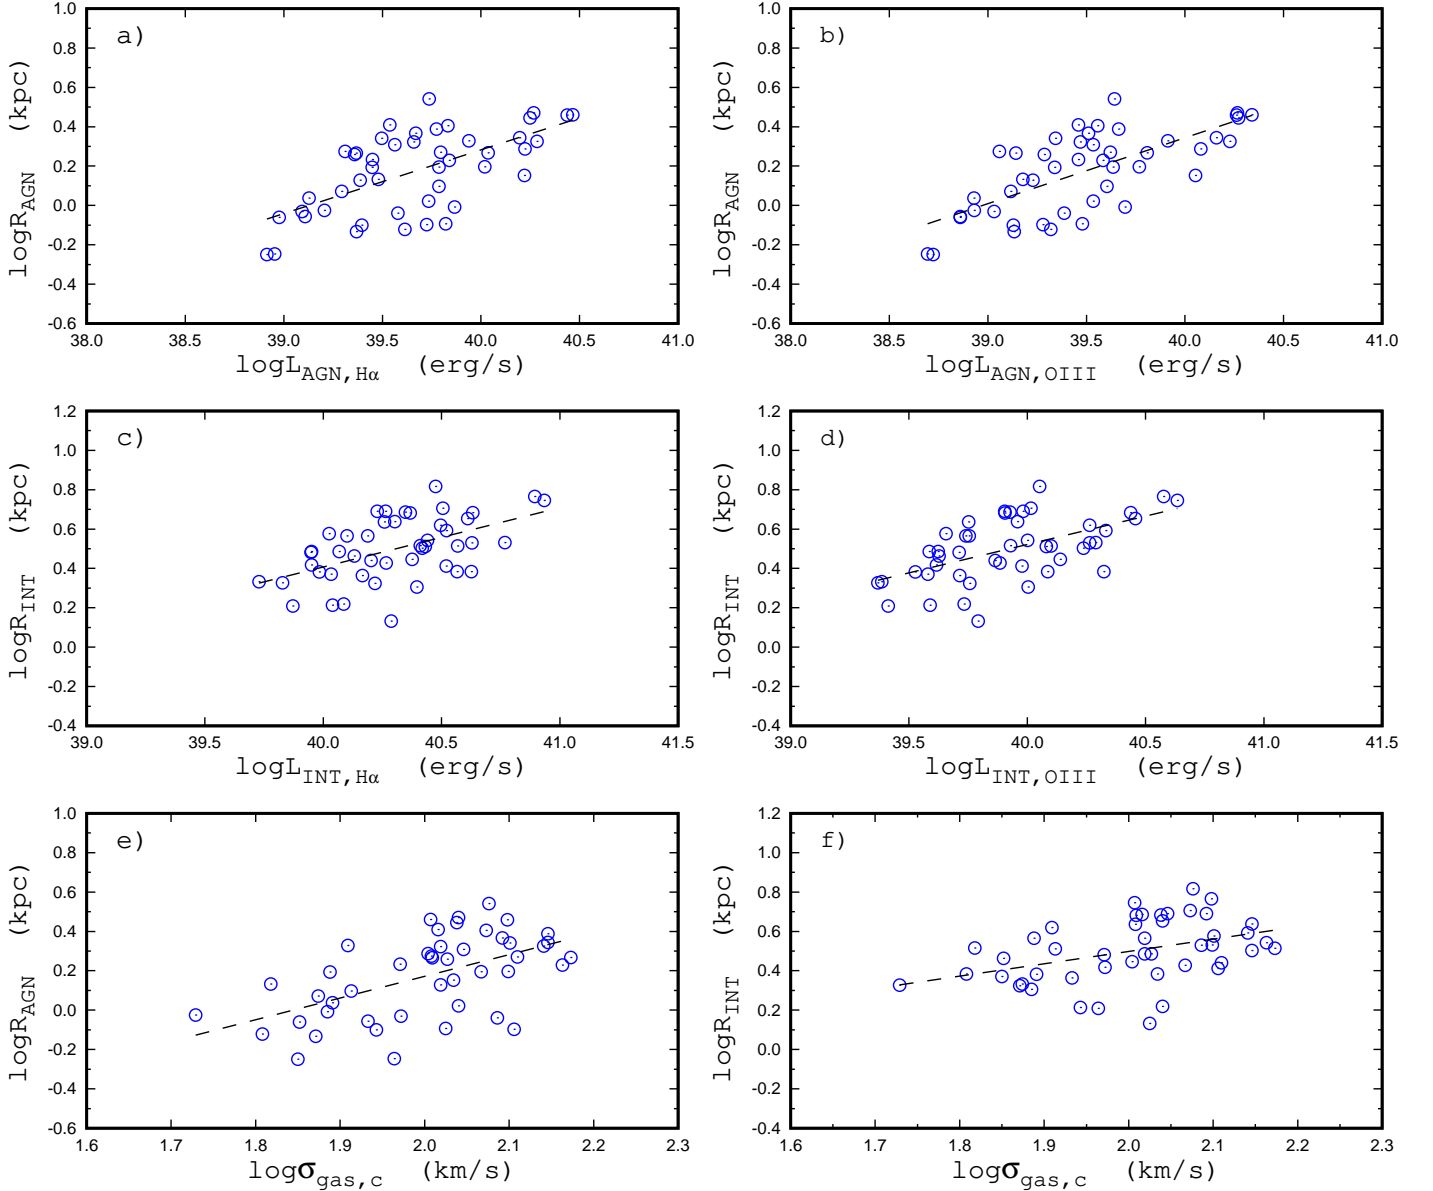 a)
logR_AGN (kpc)
1.0
0.8
0.6
0.4
0.2
0.0
-0.2
-0.4
-0.6
38.0 38.5 39.0 39.5 40.0 40.5 41.0
logL_AGN,Hα (erg/s)
b)
logR_AGN (kpc)
1.0
0.8
0.6
0.4
0.2
0.0
-0.2
-0.4
-0.6
38.0 38.5 39.0 39.5 40.0 40.5 41.0
logL_AGN,OIII (erg/s)
c)
logR_INT (kpc)
1.2
1.0
0.8
0.6
0.4
0.2
0.0
-0.2
-0.4
39.0 39.5 40.0 40.5 41.0 41.5
logL_INT,Hα (erg/s)
d)
logR_INT (kpc)
1.2
1.0
0.8
0.6
0.4
0.2
0.0
-0.2
-0.4
39.0 39.5 40.0 40.5 41.0 41.5
logL_INT,OIII (erg/s)
e)
logR_AGN (kpc)
1.0
0.8
0.6
0.4
0.2
0.0
-0.2
-0.4
-0.6
1.6 1.7 1.8 1.9 2.0 2.1 2.2 2.3
logσ_gas,c (km/s)
f)
logR_INT (kpc)
1.2
1.0
0.8
0.6
0.4
0.2
0.0
-0.2
-0.4
1.6 1.7 1.8 1.9 2.0 2.1 2.2 2.3
logσ_gas,c (km/s)